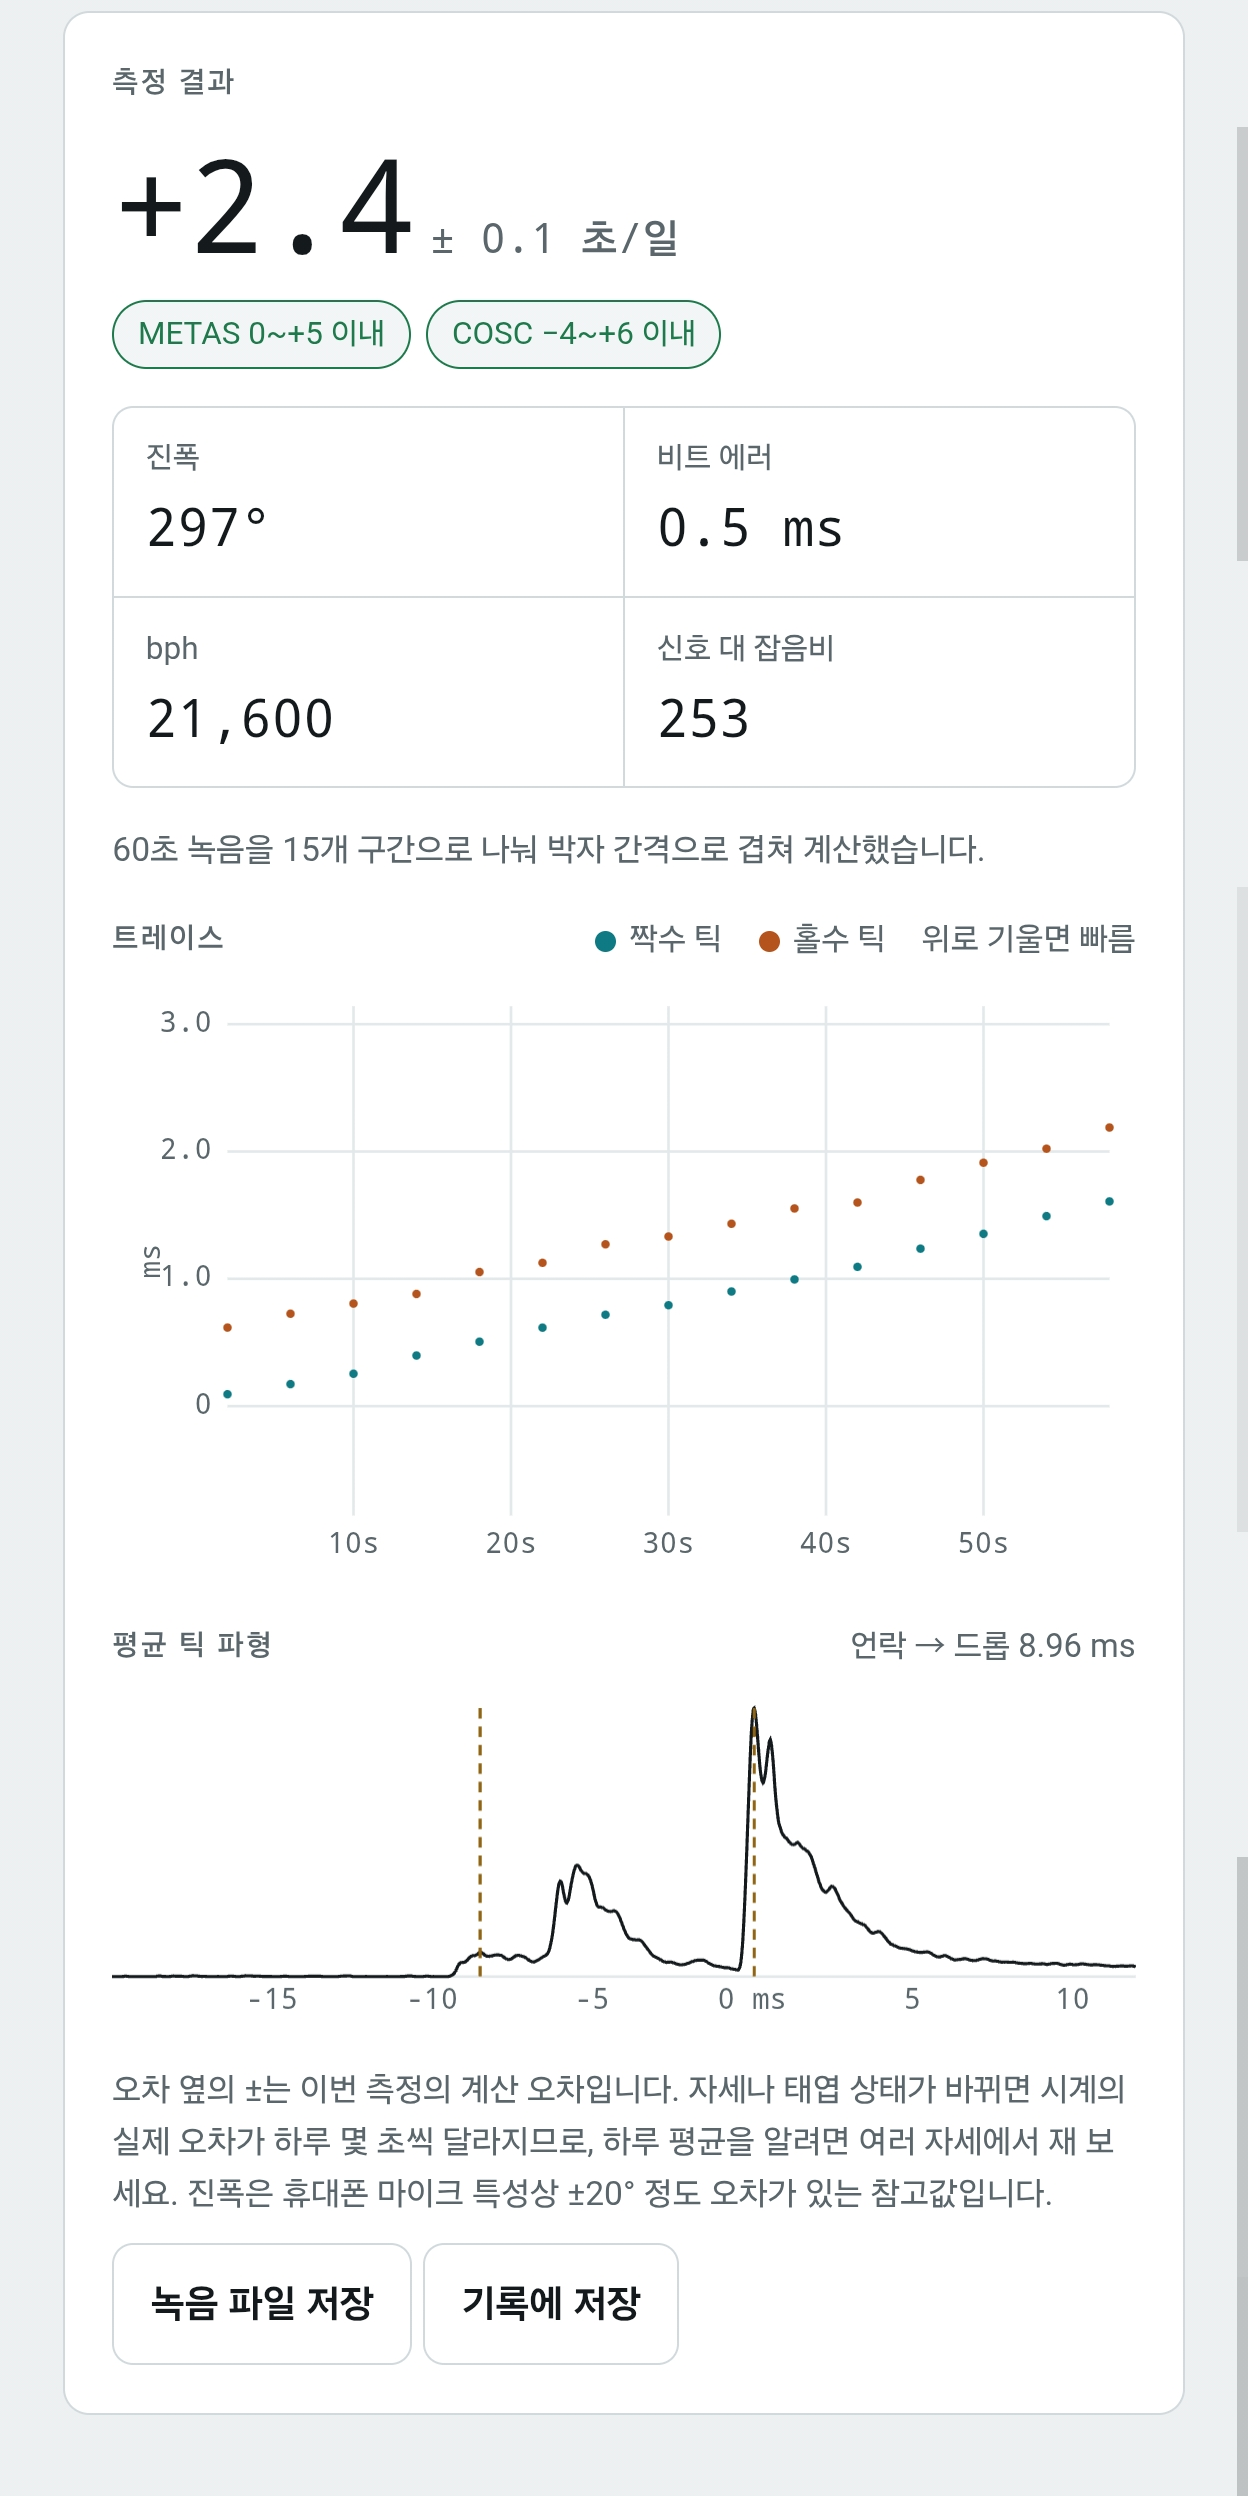 측정 결과
+2.4 ± 0.1 초/일
METAS 0~+5 이내 COSC −4~+6 이내
진폭 비트 에러
297° 0.5 ms
bph 신호 대 잡음비
21,600 253
60초 녹음을 15개 구간으로 나눠 박자 간격으로 겹쳐 계산했습니다.
트레이스 짝수 틱 홀수 틱 위로 기울면 빠름
3.0
2.0
ms
1.0
0
10s 20s 30s 40s 50s
평균 틱 파형 언락 → 드롭 8.96 ms
-15 -10 -5 0 ms 5 10
오차 옆의 ±는 이번 측정의 계산 오차입니다. 자세나 태엽 상태가 바뀌면 시계의
실제 오차가 하루 몇 초씩 달라지므로, 하루 평균을 알려면 여러 자세에서 재 보
세요. 진폭은 휴대폰 마이크 특성상 ±20° 정도 오차가 있는 참고값입니다.
녹음 파일 저장 기록에 저장